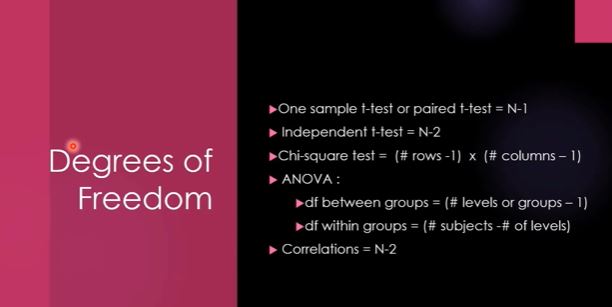 Degrees of
Freedom
One sample t-test or paired t-test = N-1
Independent t-test = N-2
Chi-square test = (# rows -1) x (# columns – 1)
ANOVA :
df between groups = (# levels or groups – 1)
df within groups = (# subjects -# of levels)
Correlations = N-2